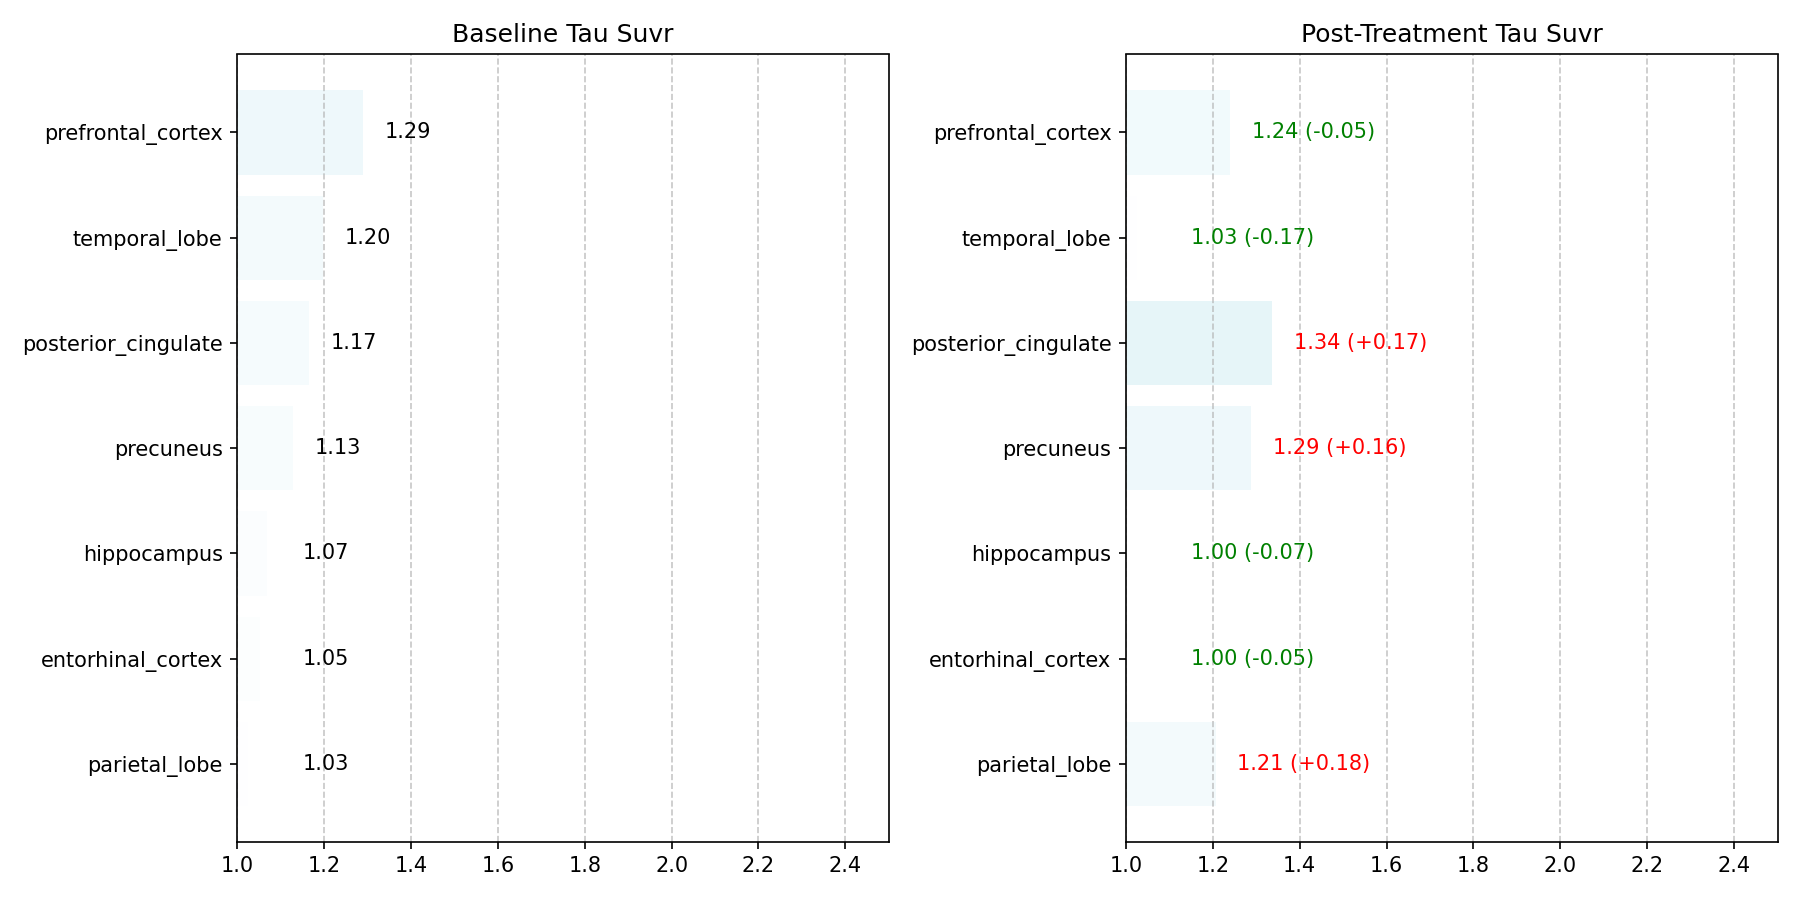 Baseline Tau Suvr
prefrontal_cortex 1.29
temporal_lobe 1.20
posterior_cingulate 1.17
precuneus 1.13
hippocampus 1.07
entorhinal_cortex 1.05
parietal_lobe 1.03
1.0 1.2 1.4 1.6 1.8 2.0 2.2 2.4
Post-Treatment Tau Suvr
prefrontal_cortex 1.24 (-0.05)
temporal_lobe 1.03 (-0.17)
posterior_cingulate 1.34 (+0.17)
precuneus 1.29 (+0.16)
hippocampus 1.00 (-0.07)
entorhinal_cortex 1.00 (-0.05)
parietal_lobe 1.21 (+0.18)
1.0 1.2 1.4 1.6 1.8 2.0 2.2 2.4